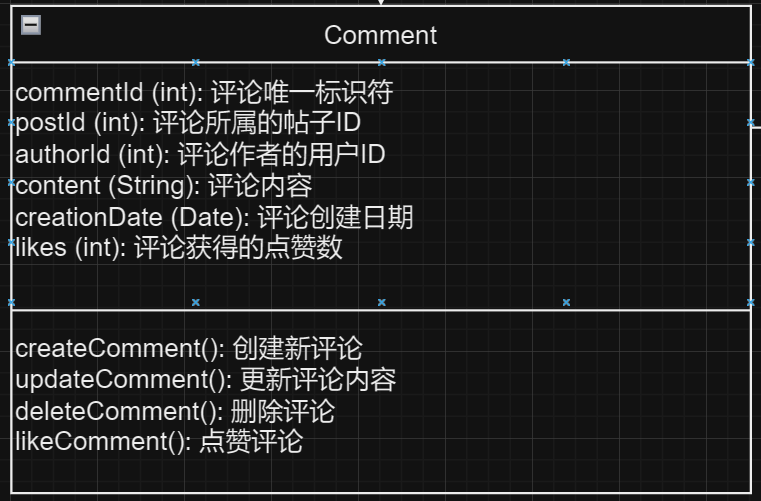 Comment
commentId (int): 评论唯一标识符
postId (int): 评论所属的帖子ID
authorId (int): 评论作者的用户ID
content (String): 评论内容
creationDate (Date): 评论创建日期
likes (int): 评论获得的点赞数
createComment(): 创建新评论
updateComment(): 更新评论内容
deleteComment(): 删除评论
likeComment(): 点赞评论